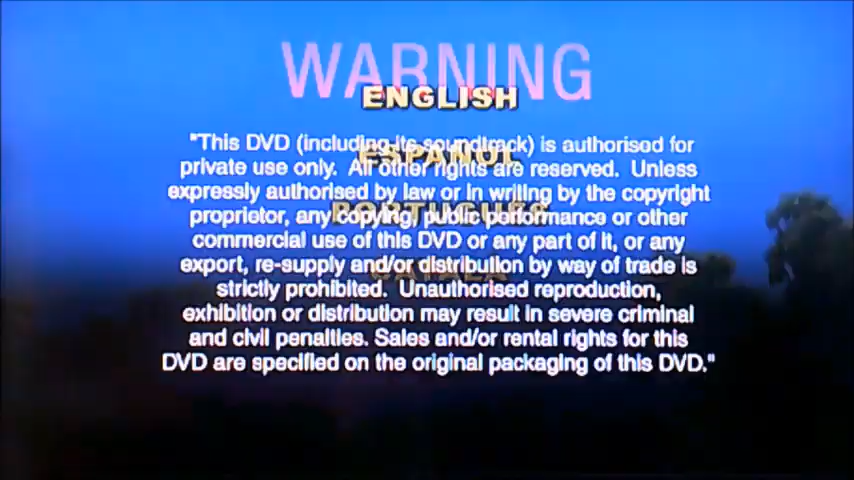 WARNING
ENGLISH
"This DVD (including its soundtrack) is authorised for
ESPAÑOL
private use only. All other rights are reserved. Unless
expressly authorised by law or in writing by the copyright
PORTUGUÊS
proprietor, any copying, public performance or other
commercial use of this DVD or any part of it, or any
export, re-supply and/or distribution by way of trade is
CATALÀ
strictly prohibited. Unauthorised reproduction,
exhibition or distribution may result in severe criminal
and civil penalties. Sales and/or rental rights for this
DVD are specified on the original packaging of this DVD."